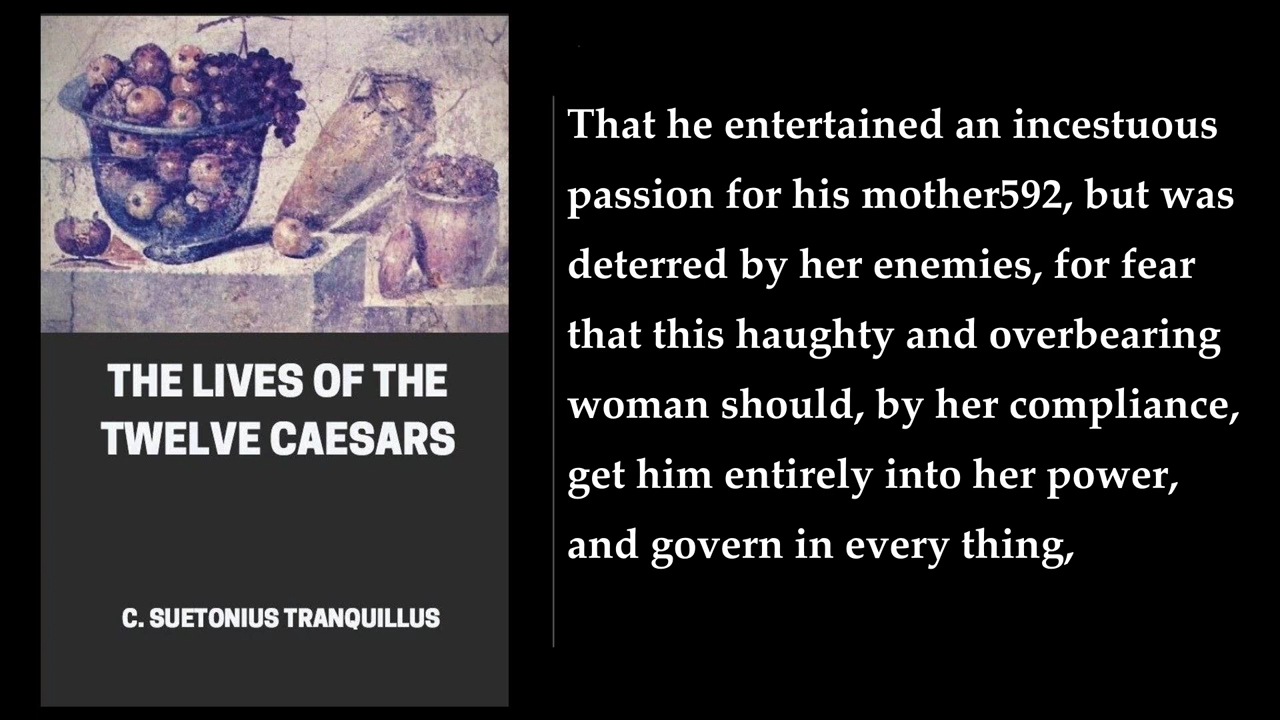 THE LIVES OF THE
TWELVE CAESARS
C. SUETONIUS TRANQUILLUS
That he entertained an incestuous
passion for his mother592, but was
deterred by her enemies, for fear
that this haughty and overbearing
woman should, by her compliance,
get him entirely into her power,
and govern in every thing,